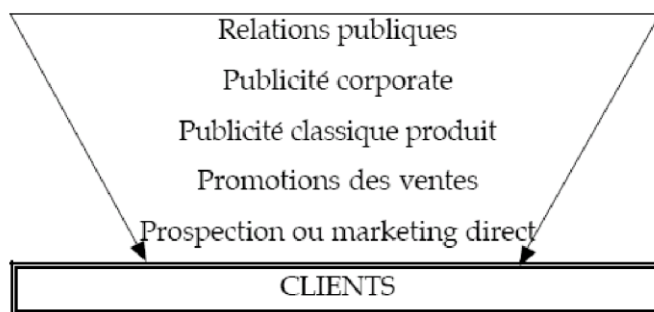 Relations publiques
Publicité corporate
Publicité classique produit
Promotions des ventes
Prospection ou marketing direct
CLIENTS